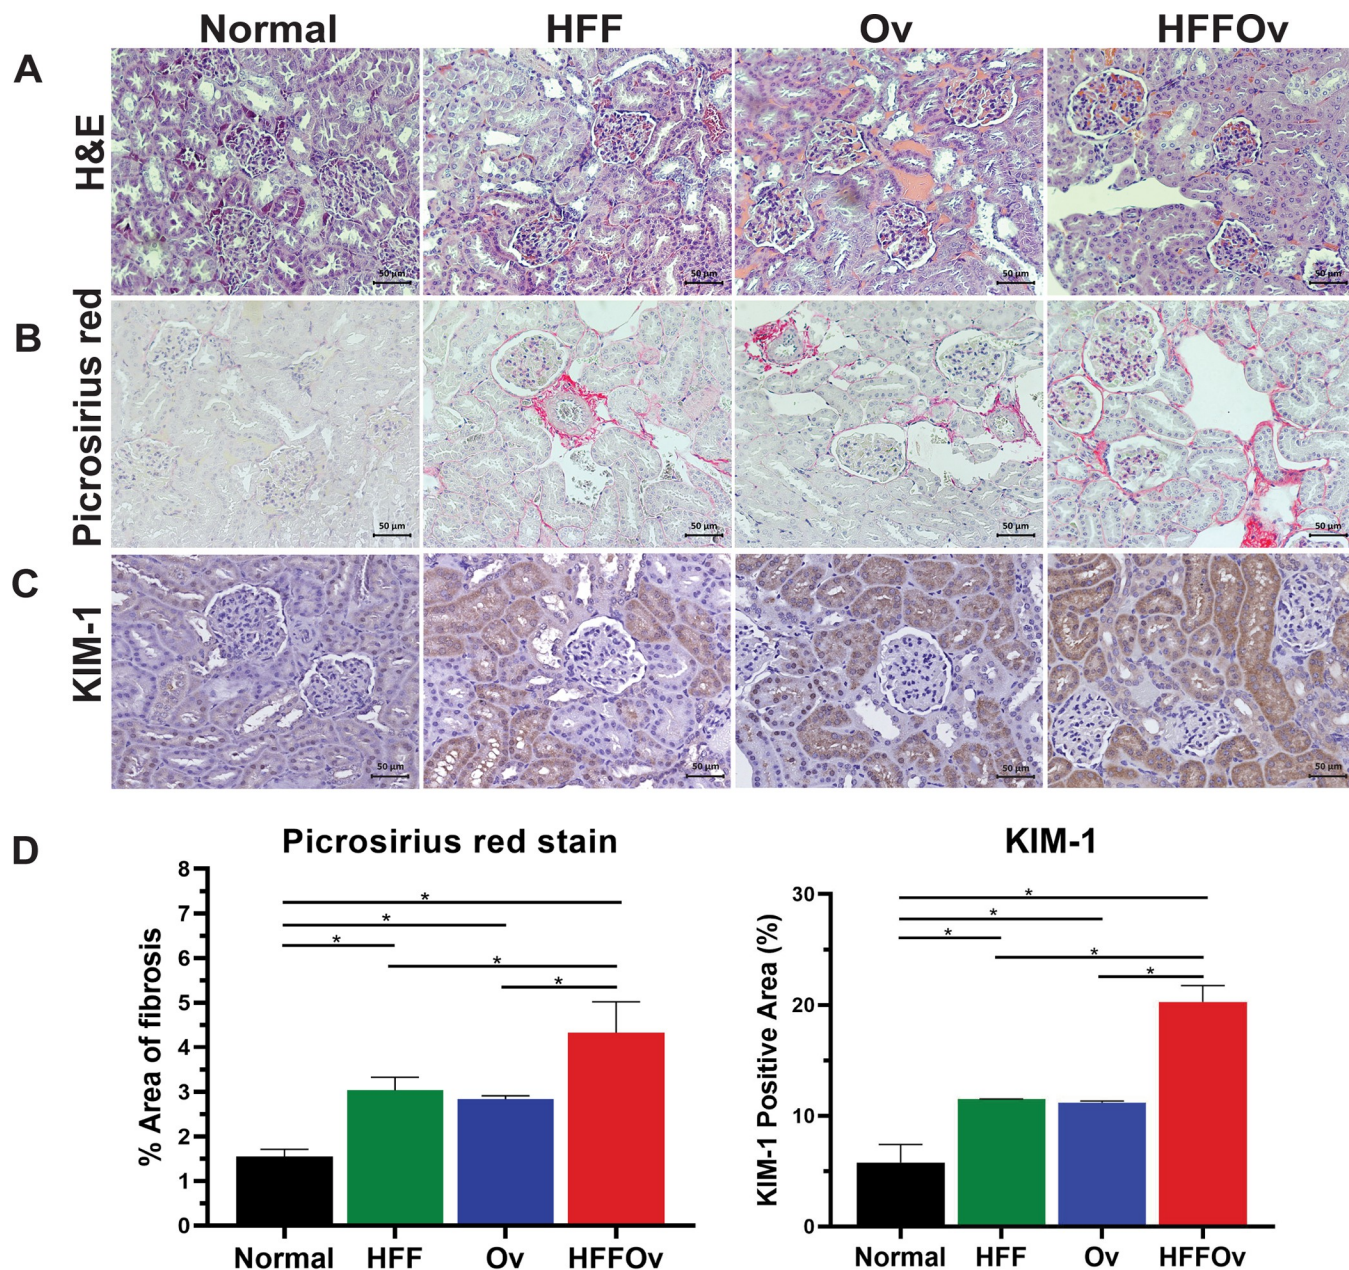 Normal HFF Ov HFFOv
A
H&E
50 µm 50 µm 50 µm 50 µm
B
Picrosirius red
50 µm 50 µm 50 µm 50 µm
C
KIM-1
50 µm 50 µm 50 µm 50 µm
D
Picrosirius red stain
% Area of fibrosis
8
7
6
5
4
3
2
1
0
* * * * *
Normal HFF Ov HFFOv
KIM-1
KIM-1 Positive Area (%)
30
20
10
0
* * * * *
Normal HFF Ov HFFOv